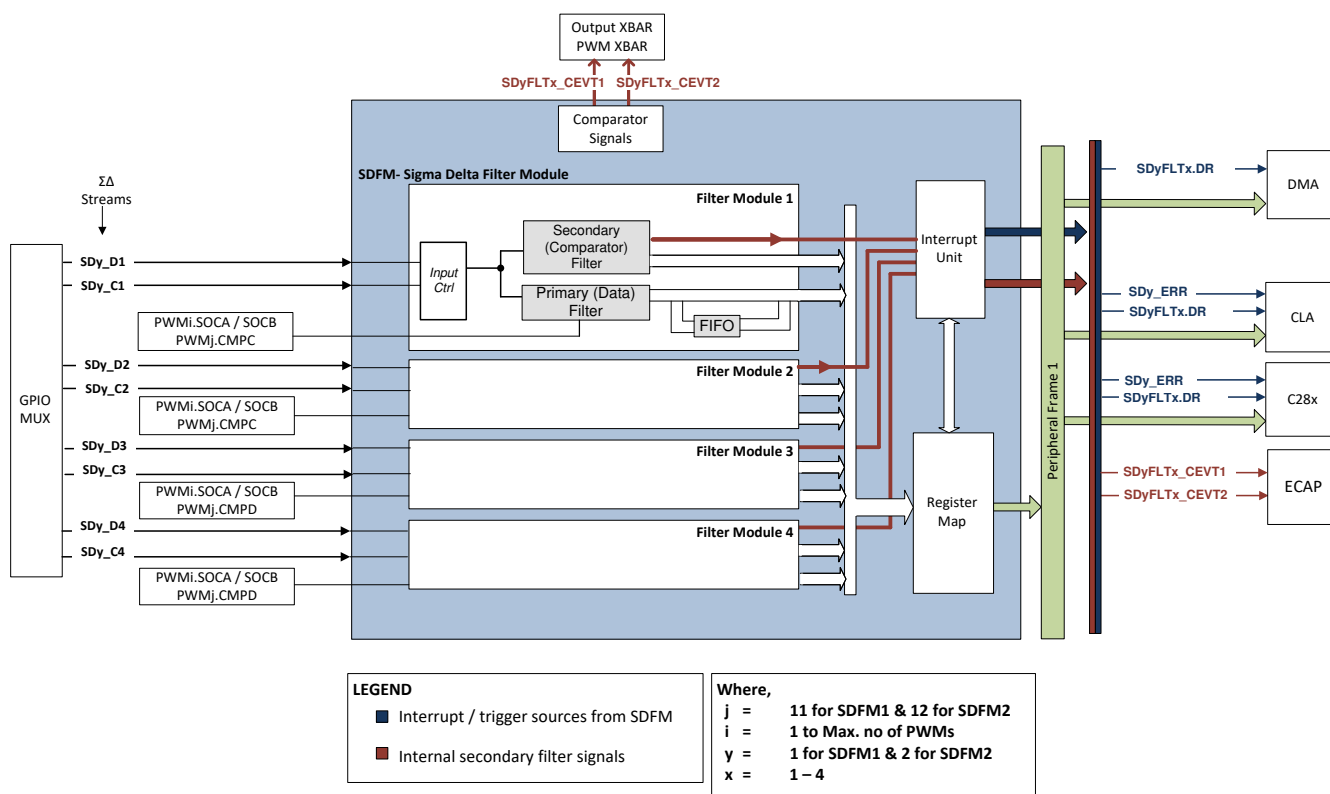 Output XBAR
PWM XBAR
SDyFLTx_CEVT1 SDyFLTx_CEVT2
Comparator
Signals
SDFM- Sigma Delta Filter Module
ΣΔ
Streams
GPIO
MUX
SDy_D1
SDy_C1
PWMi.SOCA / SOCB
PWMj.CMPC
SDy_D2
SDy_C2
PWMi.SOCA / SOCB
PWMj.CMPC
SDy_D3
SDy_C3
PWMi.SOCA / SOCB
PWMj.CMPD
SDy_D4
SDy_C4
PWMi.SOCA / SOCB
PWMj.CMPD
Filter Module 1
Input
Ctrl
Secondary
(Comparator)
Filter
Primary (Data)
Filter
FIFO
Filter Module 2
Filter Module 3
Filter Module 4
Interrupt
Unit
Register
Map
Peripheral Frame 1
SDyFLTx.DR
DMA
SDy_ERR
SDyFLTx.DR
CLA
SDy_ERR
SDyFLTx.DR
C28x
SDyFLTx_CEVT1
SDyFLTx_CEVT2
ECAP
LEGEND
Interrupt / trigger sources from SDFM
Internal secondary filter signals
Where,
j = 11 for SDFM1 & 12 for SDFM2
i = 1 to Max. no of PWMs
y = 1 for SDFM1 & 2 for SDFM2
x = 1 – 4